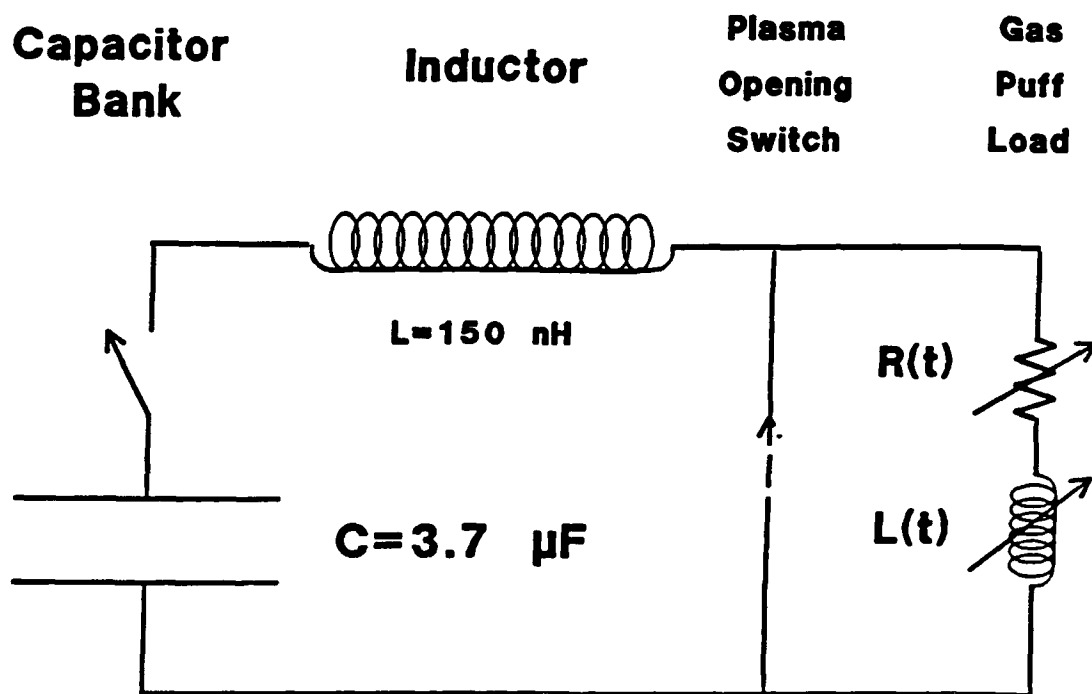 Capacitor
Bank
Inductor
Plasma
Opening
Switch
Gas
Puff
Load
L=150 nH
R(t)
C=3.7 µF
L(t)